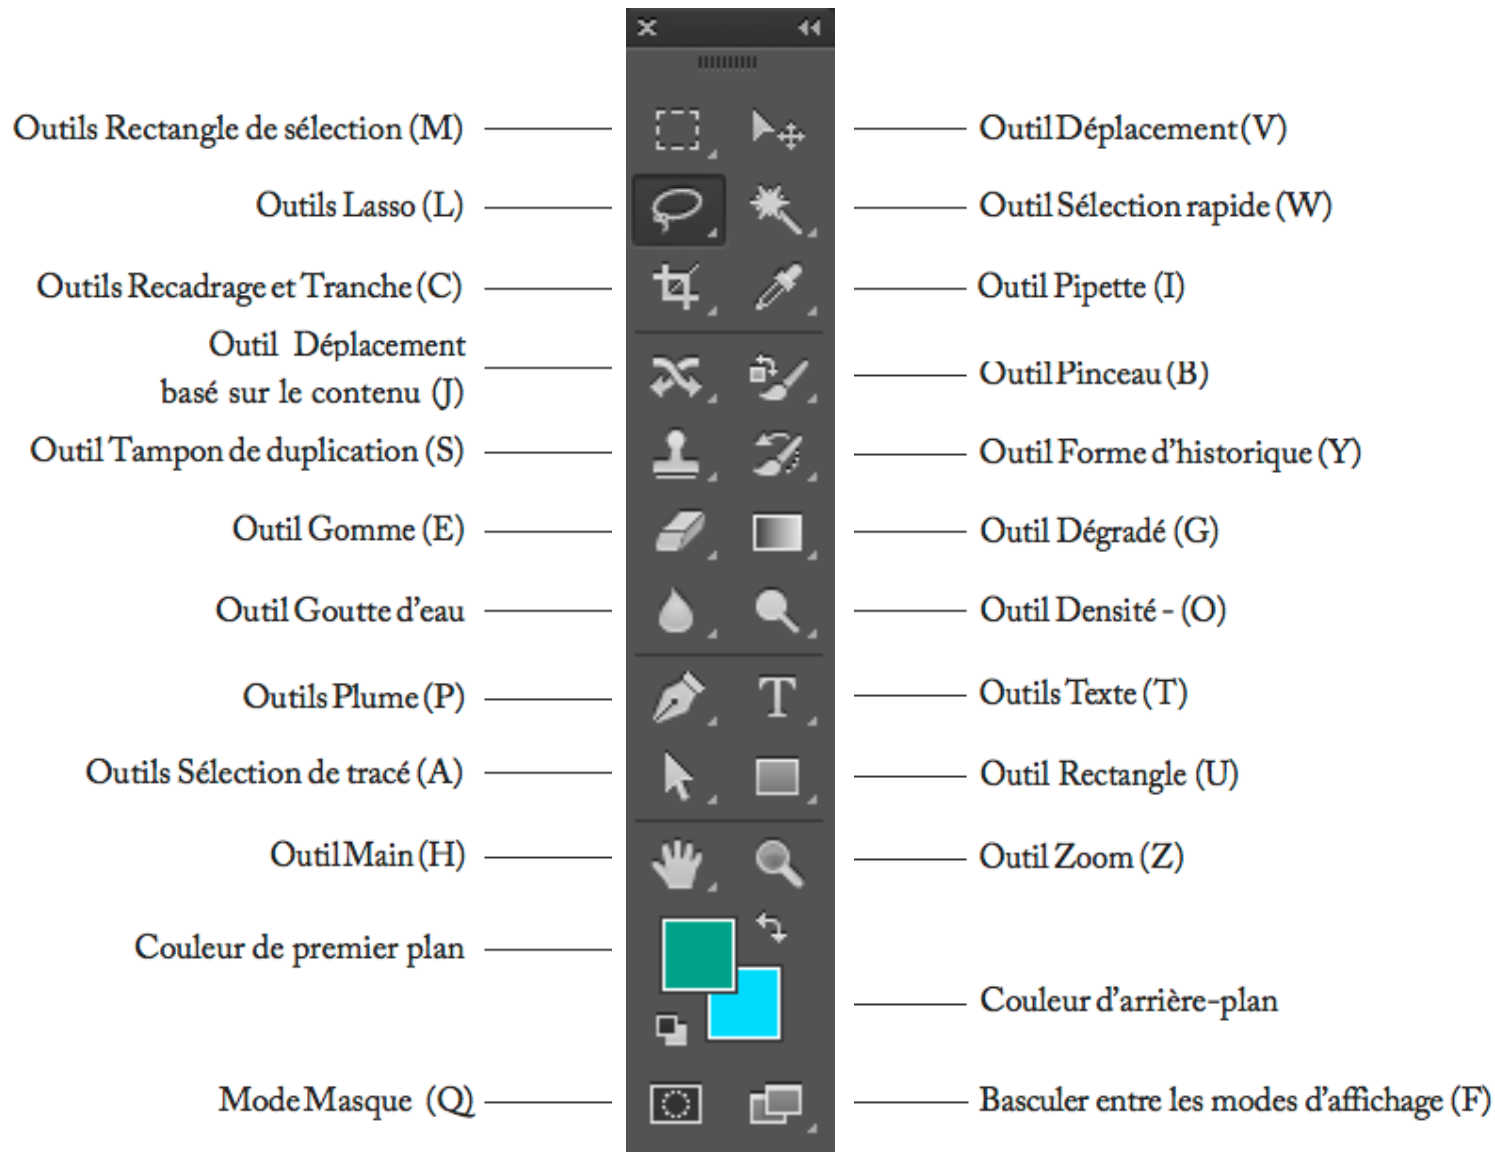 Outils Rectangle de sélection (M)
Outil Déplacement (V)
Outils Lasso (L)
Outil Sélection rapide (W)
Outils Recadrage et Tranche (C)
Outil Pipette (I)
Outil Déplacement
basé sur le contenu (J)
Outil Pinceau (B)
Outil Tampon de duplication (S)
Outil Forme d'historique (Y)
Outil Gomme (E)
Outil Dégradé (G)
Outil Goutte d'eau
Outil Densité - (O)
Outils Plume (P)
Outils Texte (T)
Outils Sélection de tracé (A)
Outil Rectangle (U)
Outil Main (H)
Outil Zoom (Z)
Couleur de premier plan
Couleur d'arrière-plan
Mode Masque (Q)
Basculer entre les modes d'affichage (F)